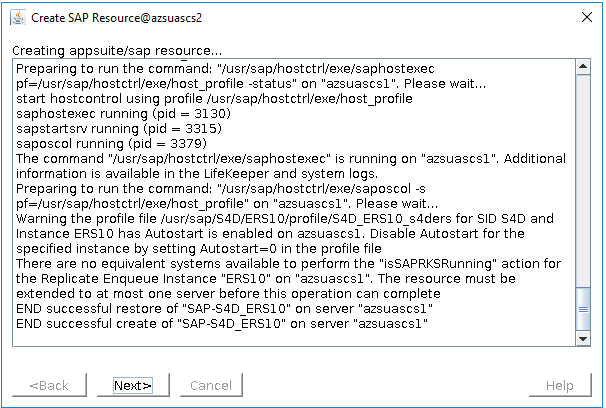 Create SAP Resource@azsuascs2
Creating appsuite/sap resource...
Preparing to run the command: "/usr/sap/hostctrl/exe/saphostexec
pf=/usr/sap/hostctrl/exe/host_profile -status" on "azsuascs1". Please wait...
start hostcontrol using profile /usr/sap/hostctrl/exe/host_profile
saphostexec running (pid = 3130)
sapstartsrv running (pid = 3315)
saposcol running (pid = 3379)
The command "/usr/sap/hostctrl/exe/saphostexec" is running on "azsuascs1". Additional
information is available in the LifeKeeper and system logs.
Preparing to run the command: "/usr/sap/hostctrl/exe/saposcol -s
pf=/usr/sap/hostctrl/exe/host_profile" on "azsuascs1". Please wait...
Warning the profile file /usr/sap/S4D/ERS10/profile/S4D_ERS10_s4ders for SID S4D and
Instance ERS10 has Autostart is enabled on azsuascs1. Disable Autostart for the
specified instance by setting Autostart=0 in the profile file
There are no equivalent systems available to perform the "isSAPRKSRunning" action for
the Replicate Enqueue Instance "ERS10" on "azsuascs1". The resource must be
extended to at most one server before this operation can complete
END successful restore of "SAP-S4D_ERS10" on server "azsuascs1"
END successful create of "SAP-S4D_ERS10" on server "azsuascs1"
<Back Next> Cancel Help